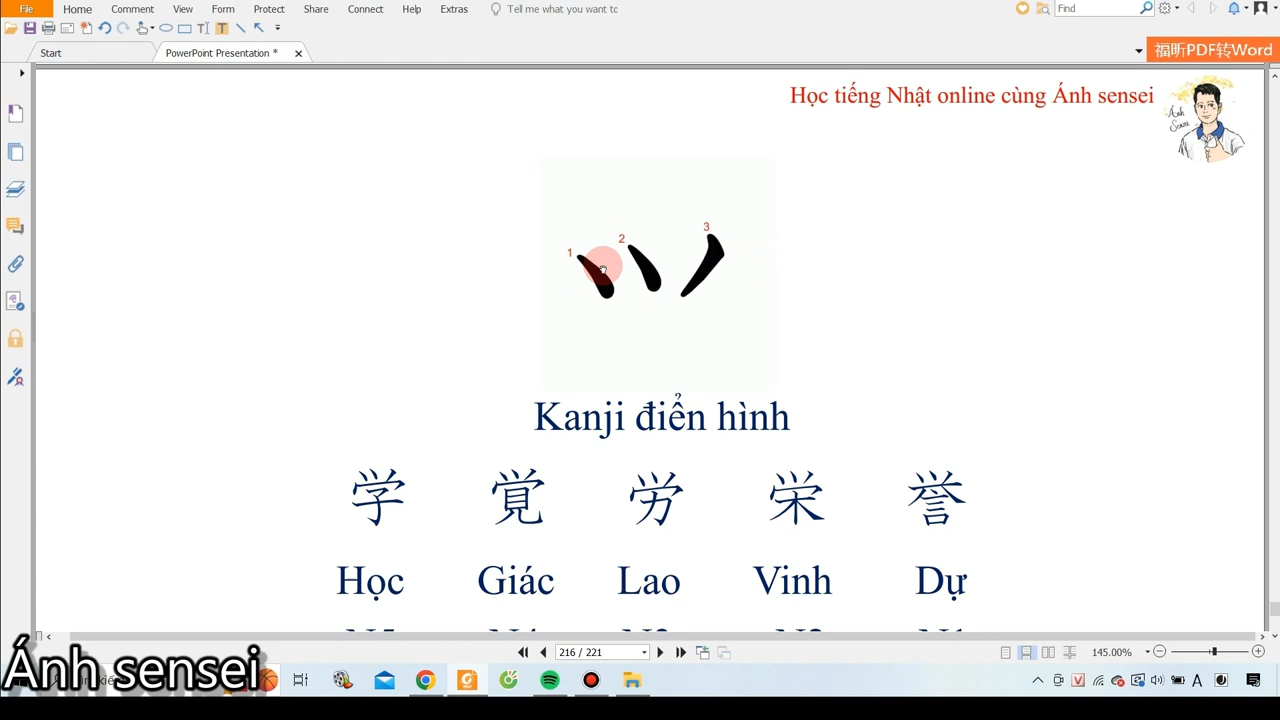 File Home Comment View Form Protect Share Connect Help Extras Tell me what you want to Find
Start PowerPoint Presentation * 福昕PDF转Word
Học tiếng Nhật online cùng Ánh sensei
Ánh
Sensei
1 2 3
Kanji điển hình
学 覚 労 栄 誉
Học Giác Lao Vinh Dự
216 / 221 145.00%
Ánh sensei